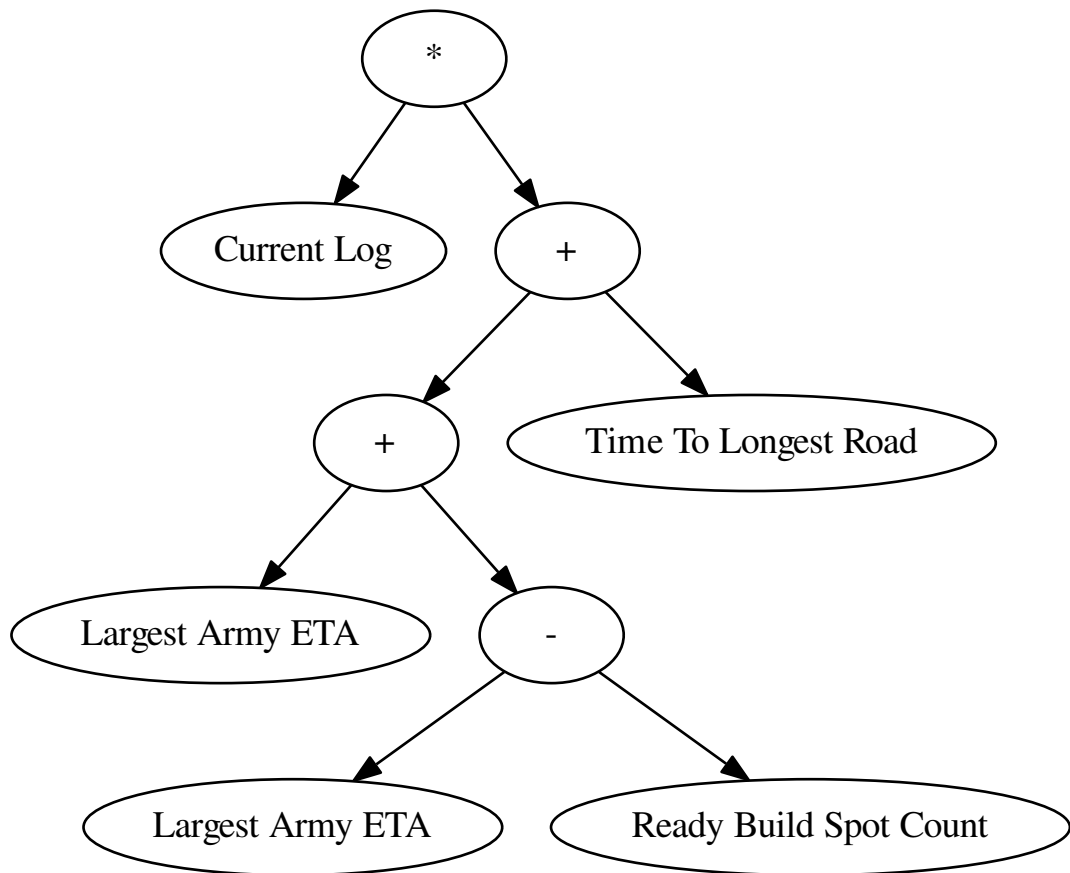 *
Current Log
+
+
Time To Longest Road
Largest Army ETA
-
Largest Army ETA
Ready Build Spot Count